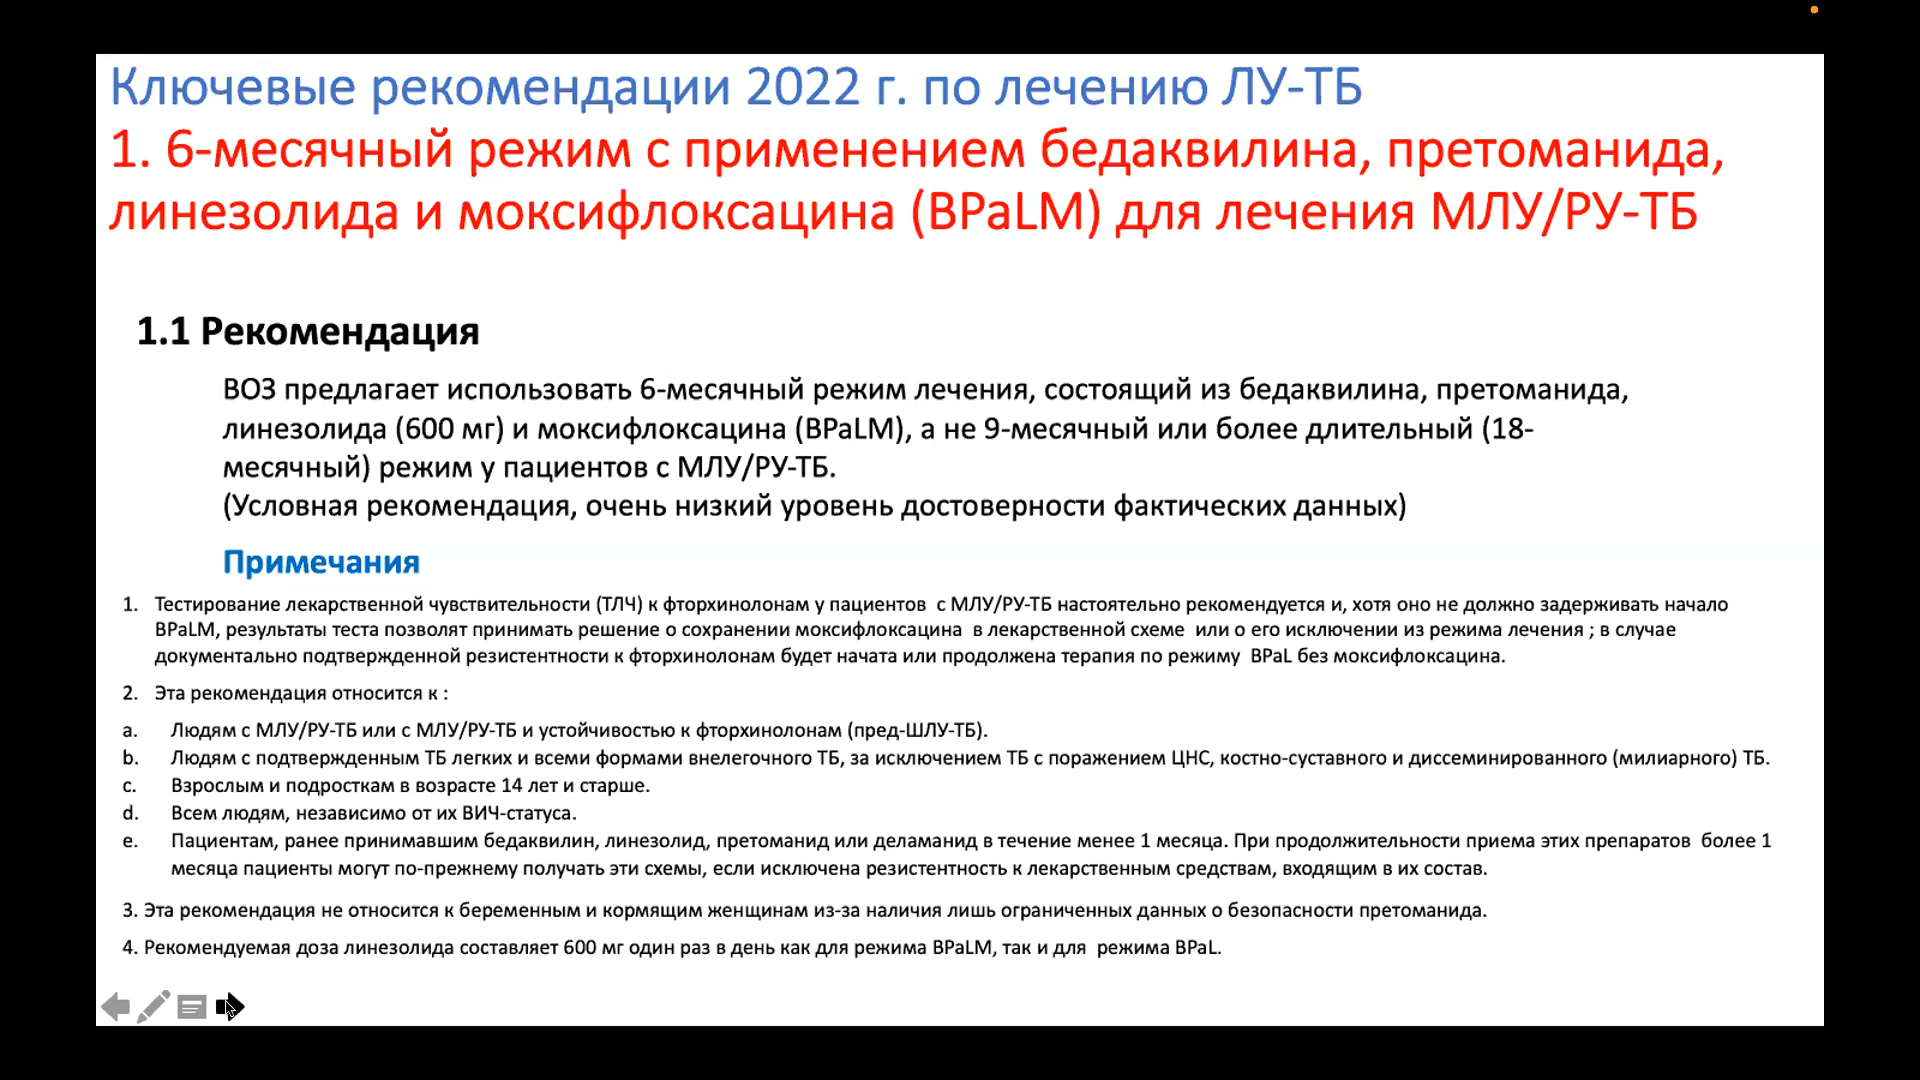 Ключевые рекомендации 2022 г. по лечению ЛУ-ТБ
1. 6-месячный режим с применением бедаквилина, претоманида,
линезолида и моксифлоксацина (BPaLM) для лечения МЛУ/РУ-ТБ
1.1 Рекомендация
ВОЗ предлагает использовать 6-месячный режим лечения, состоящий из бедаквилина, претоманида,
линезолида (600 мг) и моксифлоксацина (BPaLM), а не 9-месячный или более длительный (18-
месячный) режим у пациентов с МЛУ/РУ-ТБ.
(Условная рекомендация, очень низкий уровень достоверности фактических данных)
Примечания
1. Тестирование лекарственной чувствительности (ТЛЧ) к фторхинолонам у пациентов с МЛУ/РУ-ТБ настоятельно рекомендуется и, хотя оно не должно задерживать начало
BPaLM, результаты теста позволят принимать решение о сохранении моксифлоксацина в лекарственной схеме или о его исключении из режима лечения ; в случае
документально подтвержденной резистентности к фторхинолонам будет начата или продолжена терапия по режиму BPaL без моксифлоксацина.
2. Эта рекомендация относится к :
a. Людям с МЛУ/РУ-ТБ или с МЛУ/РУ-ТБ и устойчивостью к фторхинолонам (пред-ШЛУ-ТБ).
b. Людям с подтвержденным ТБ легких и всеми формами внелегочного ТБ, за исключением ТБ с поражением ЦНС, костно-суставного и диссеминированного (милиарного) ТБ.
c. Взрослым и подросткам в возрасте 14 лет и старше.
d. Всем людям, независимо от их ВИЧ-статуса.
e. Пациентам, ранее принимавшим бедаквилин, линезолид, претоманид или деламанид в течение менее 1 месяца. При продолжительности приема этих препаратов более 1
месяца пациенты могут по-прежнему получать эти схемы, если исключена резистентность к лекарственным средствам, входящим в их состав.
3. Эта рекомендация не относится к беременным и кормящим женщинам из-за наличия лишь ограниченных данных о безопасности претоманида.
4. Рекомендуемая доза линезолида составляет 600 мг один раз в день как для режима BPaLM, так и для режима BPaL.